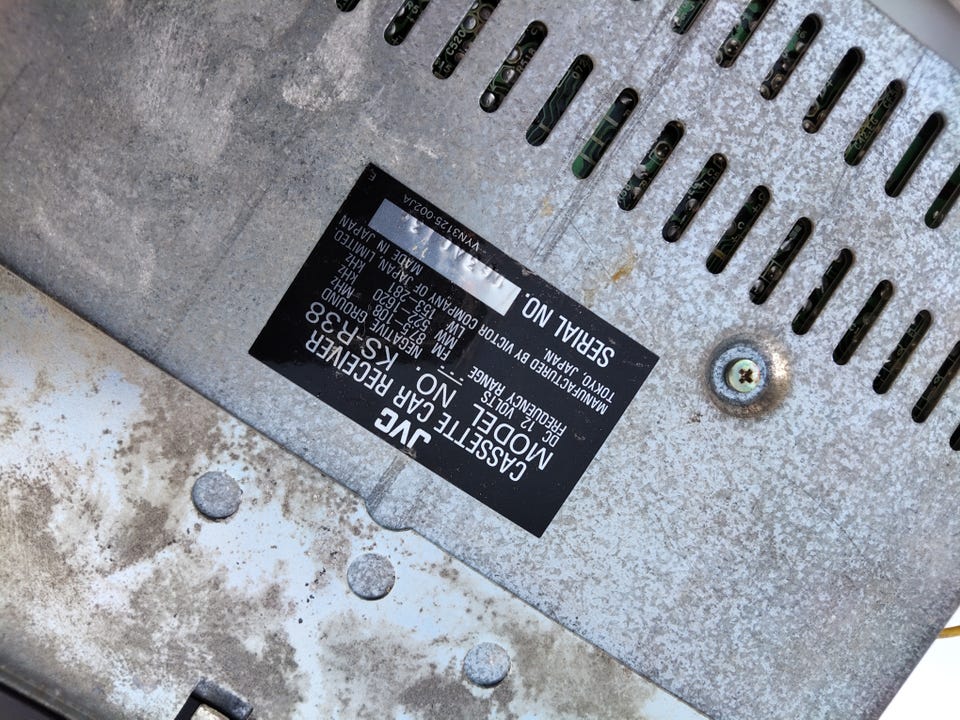 JVC
CASSETTE CAR RECEIVER
MODEL NO. KS-R38
DC 12 VOLTS NEGATIVE GROUND
FREQUENCY RANGE FM 87.5-108 MHz
MW 522-1620 KHz
LW 153-281 KHz
MANUFACTURED BY VICTOR COMPANY OF JAPAN, LIMITED.
TOKYO, JAPAN MADE IN JAPAN
SERIAL NO.
VYN3125-002JA
C520